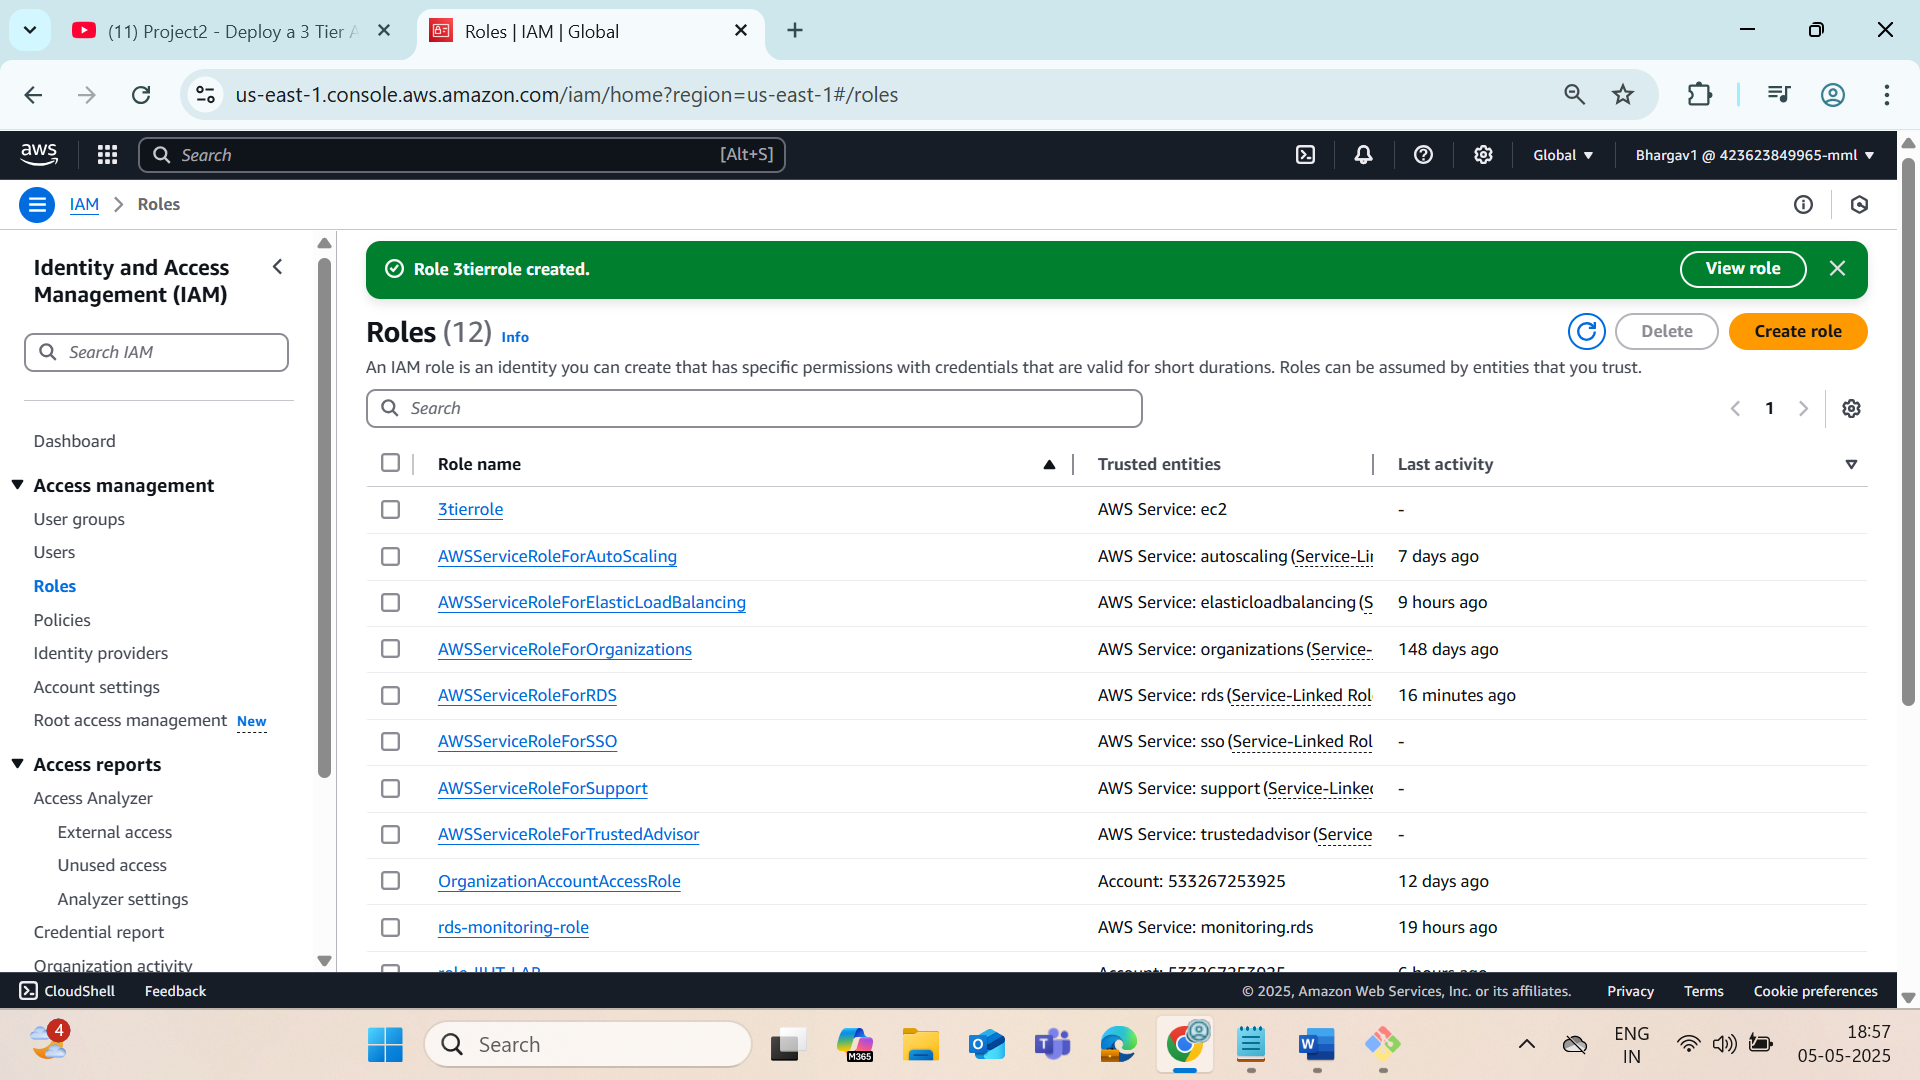 (11) Project2 - Deploy a 3 Tier A
Roles | IAM | Global
us-east-1.console.aws.amazon.com/iam/home?region=us-east-1#/roles
aws
Search
[Alt+S]
Global
Bhargav1 @ 423623849965-mml
IAM
Roles
Identity and Access
Management (IAM)
Search IAM
Dashboard
Access management
User groups
Users
Roles
Policies
Identity providers
Account settings
Root access management New
Access reports
Access Analyzer
External access
Unused access
Analyzer settings
Credential report
Organization activity
Role 3tierrole created.
View role
Roles (12) Info
Delete
Create role
An IAM role is an identity you can create that has specific permissions with credentials that are valid for short durations. Roles can be assumed by entities that you trust.
Search
1
Role name Trusted entities Last activity
3tierrole AWS Service: ec2 -
AWSServiceRoleForAutoScaling AWS Service: autoscaling (Service-Li 7 days ago
AWSServiceRoleForElasticLoadBalancing AWS Service: elasticloadbalancing (S 9 hours ago
AWSServiceRoleForOrganizations AWS Service: organizations (Service- 148 days ago
AWSServiceRoleForRDS AWS Service: rds (Service-Linked Rol 16 minutes ago
AWSServiceRoleForSSO AWS Service: sso (Service-Linked Rol -
AWSServiceRoleForSupport AWS Service: support (Service-Linked -
AWSServiceRoleForTrustedAdvisor AWS Service: trustedadvisor (Service -
OrganizationAccountAccessRole Account: 533267253925 12 days ago
rds-monitoring-role AWS Service: monitoring.rds 19 hours ago
Account: 533267253925 6 hours ago
CloudShell
Feedback
© 2025, Amazon Web Services, Inc. or its affiliates.
Privacy
Terms
Cookie preferences
4
Search
M365
ENG
IN
18:57
05-05-2025